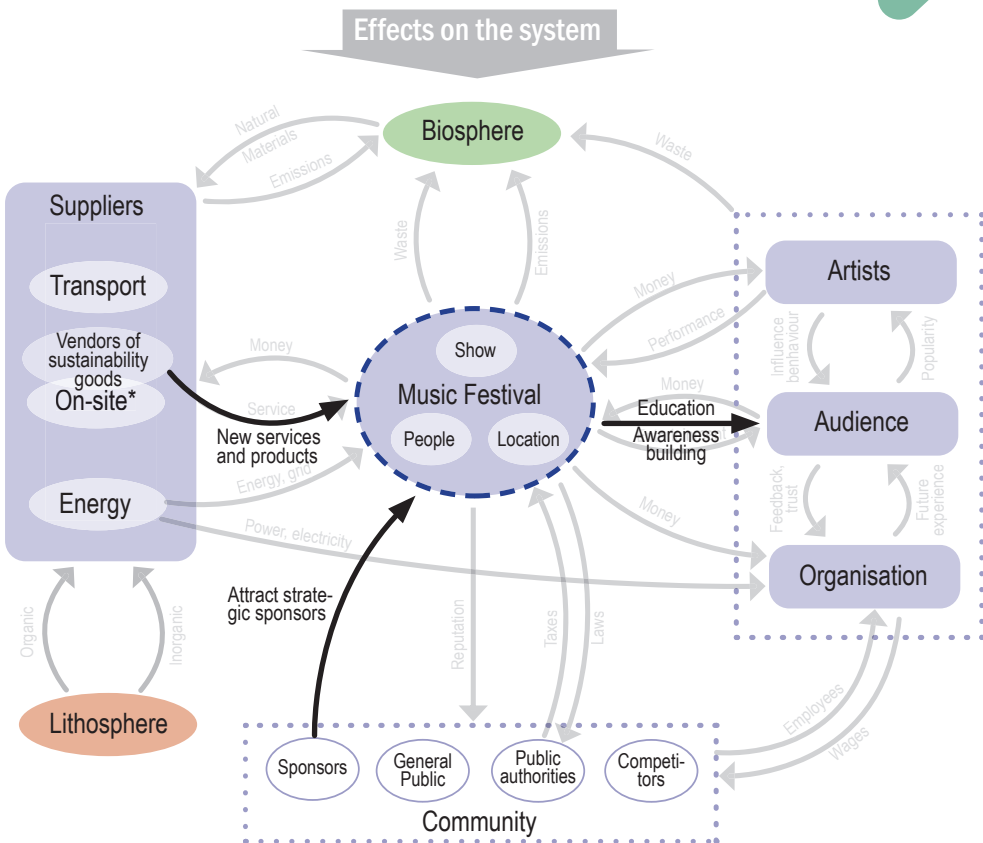 Effects on the system
Biosphere
Natural
Materials
Emissions
Waste
Emissions
Waste
Suppliers
Transport
Vendors of
sustainability
goods
On-site*
Energy
Money
Service
New services
and products
Energy, grid
Power, electricity
Show
Music Festival
People
Location
Money
Performance
Money
Education
Awareness
building
Money
Artists
Influence
benhaviour
Popularity
Audience
Feedback,
trust
Future
experience
Organisation
Attract strate-
gic sponsors
Reputation
Taxes
Laws
Organic
Inorganic
Lithosphere
Employees
Wages
Sponsors
General
Public
Public
authorities
Competi-
tors
Community